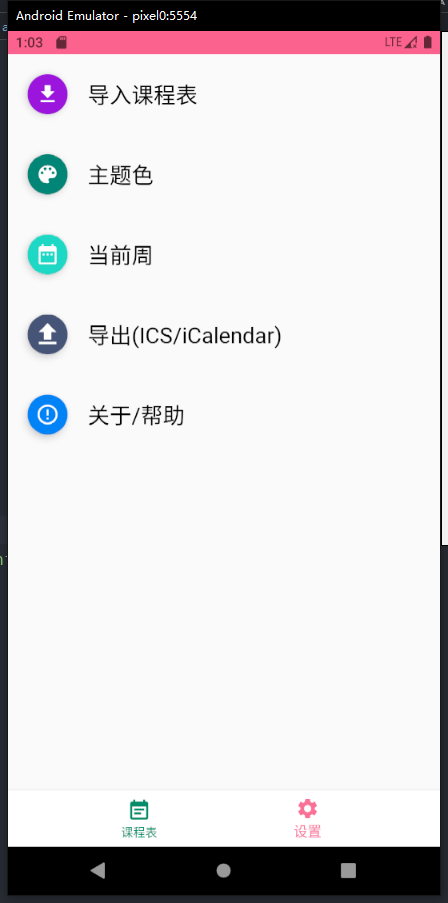 Android Emulator - pixel0:5554
1:03
LTE
导入课程表
主题色
当前周
导出(ICS/iCalendar)
关于/帮助
课程表
设置